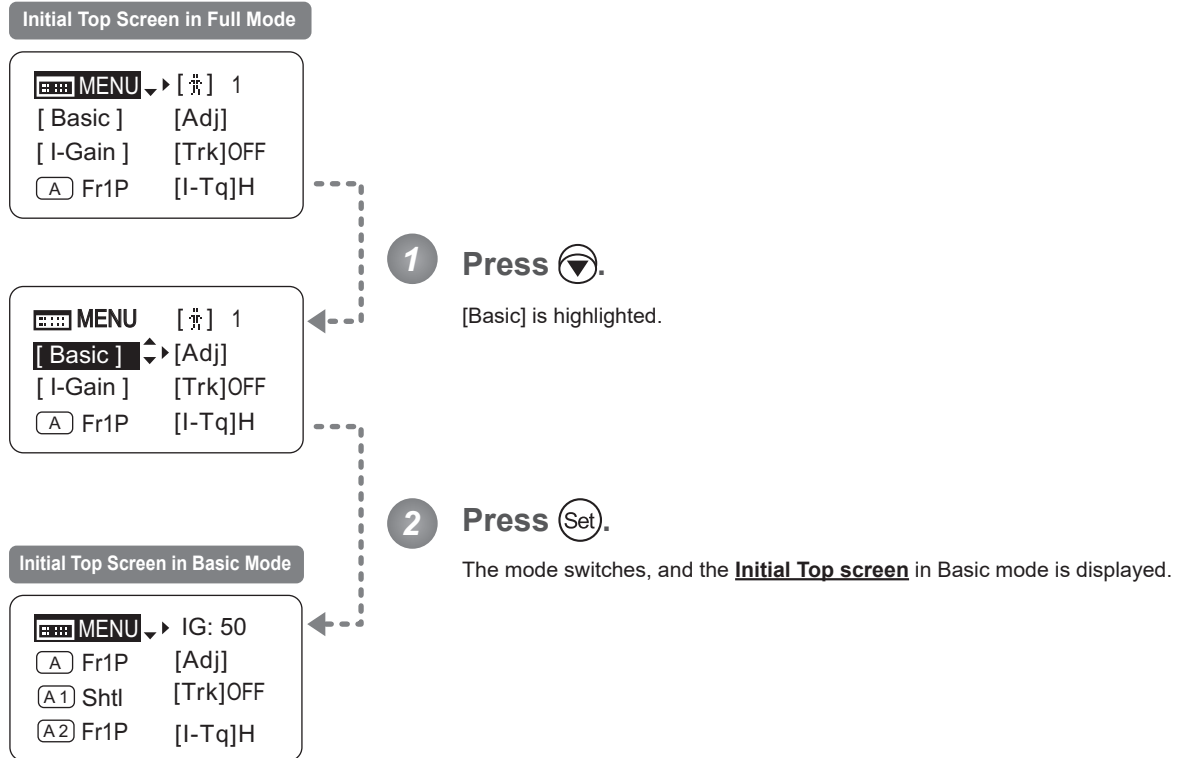 Initial Top Screen in Full Mode
MENU [ ] 1
[ Basic ] [Adj]
[ I-Gain ] [Trk]OFF
A Fr1P [I-Tq]H
1 Press .
[Basic] is highlighted.
MENU [ ] 1
[ Basic ] [Adj]
[ I-Gain ] [Trk]OFF
A Fr1P [I-Tq]H
2 Press Set.
The mode switches, and the Initial Top screen in Basic mode is displayed.
Initial Top Screen in Basic Mode
MENU IG: 50
A Fr1P [Adj]
A1 Shtl [Trk]OFF
A2 Fr1P [I-Tq]H